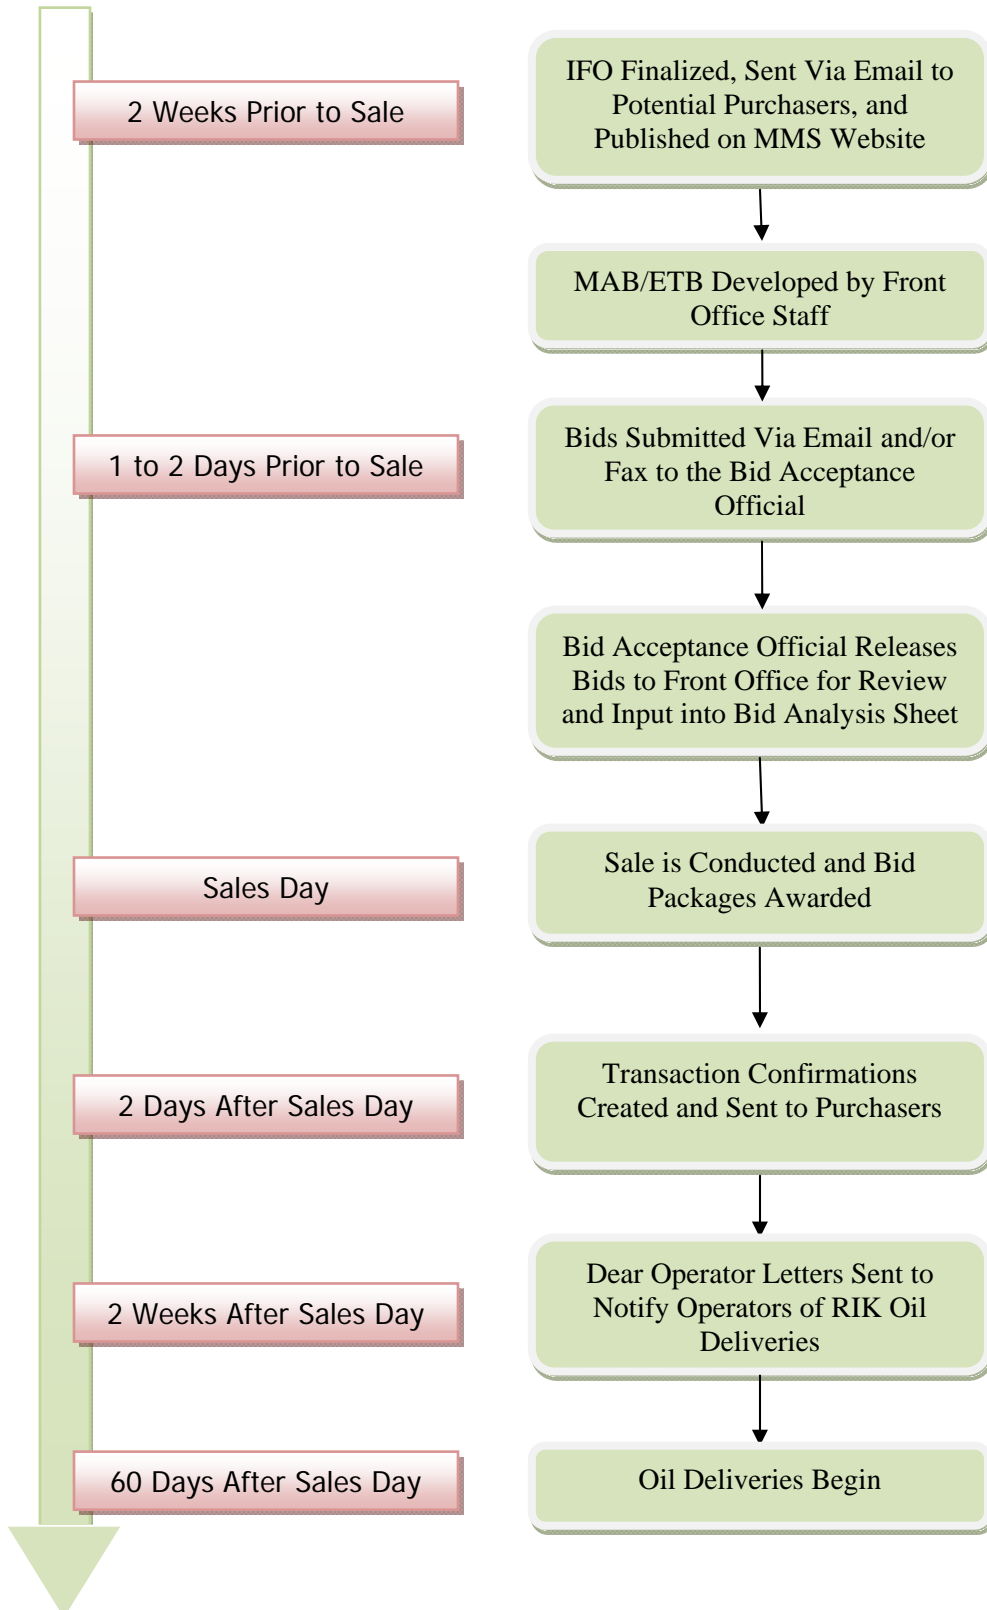 2 Weeks Prior to Sale
IFO Finalized, Sent Via Email to
Potential Purchasers, and
Published on MMS Website
MAB/ETB Developed by Front
Office Staff
1 to 2 Days Prior to Sale
Bids Submitted Via Email and/or
Fax to the Bid Acceptance
Official
Bid Acceptance Official Releases
Bids to Front Office for Review
and Input into Bid Analysis Sheet
Sales Day
Sale is Conducted and Bid
Packages Awarded
2 Days After Sales Day
Transaction Confirmations
Created and Sent to Purchasers
2 Weeks After Sales Day
Dear Operator Letters Sent to
Notify Operators of RIK Oil
Deliveries
60 Days After Sales Day
Oil Deliveries Begin